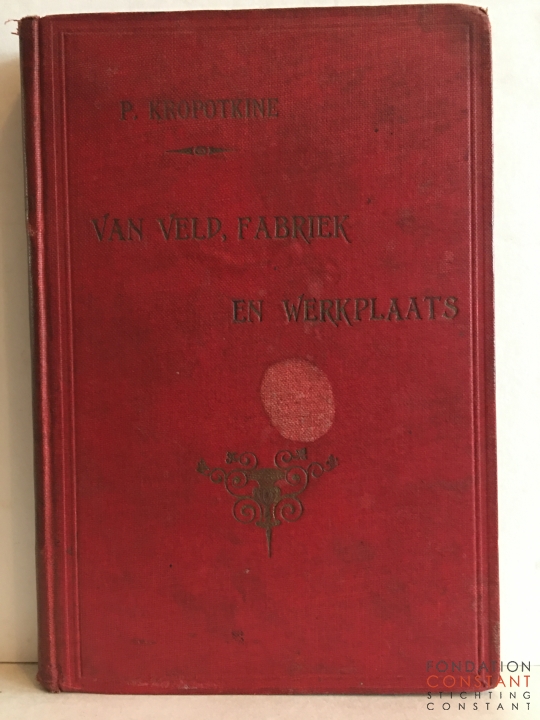 P. KROPOTKINE
VAN VELD, FABRIEK
EN WERKPLAATS
FONDATION
CONSTANT
STICHTING
CONSTANT